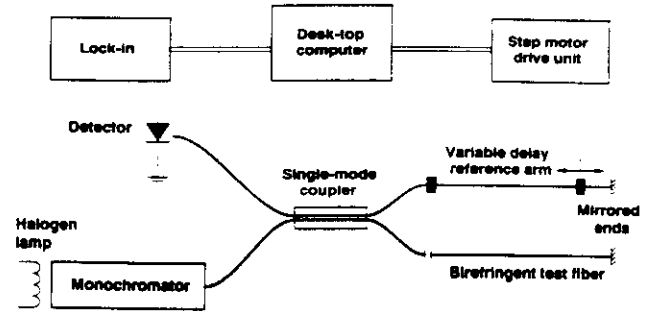 Lock-in
Desk-top
computer
Step motor
drive unit
Detector
Single-mode
coupler
Variable delay
reference arm
Mirrored
ends
Halogen
lamp
Monochromator
Birefringent test fiber